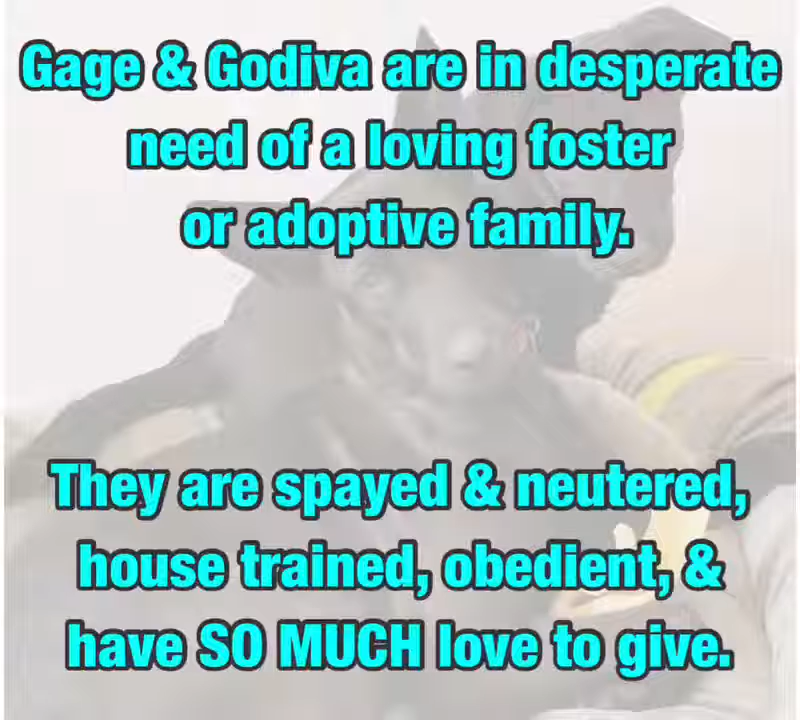 Gage & Godiva are in desperate
need of a loving foster
or adoptive family.
They are spayed & neutered,
house trained, obedient, &
have SO MUCH love to give.